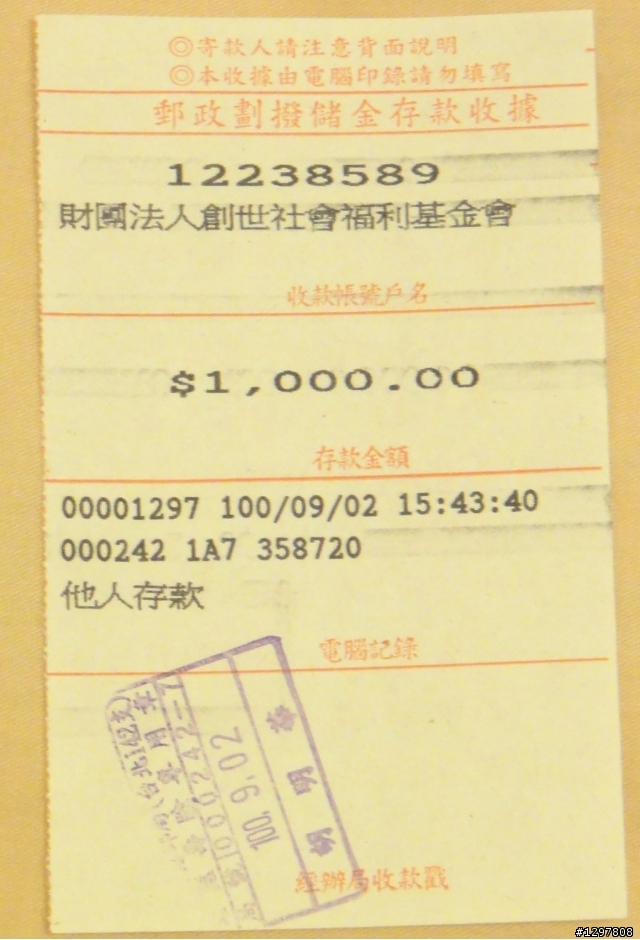 ◎寄款人請注意背面說明
◎本收據由電腦印錄請勿填寫
郵政劃撥儲金存款收據
12238589
財團法人創世社會福利基金會
收款帳號戶名
$1,000.00
存款金額
00001297 100/09/02 15:43:40
000242 1A7 358720
他人存款
電腦記錄
100. 9. 02
000242-7
經辦局收款戳
#1297808